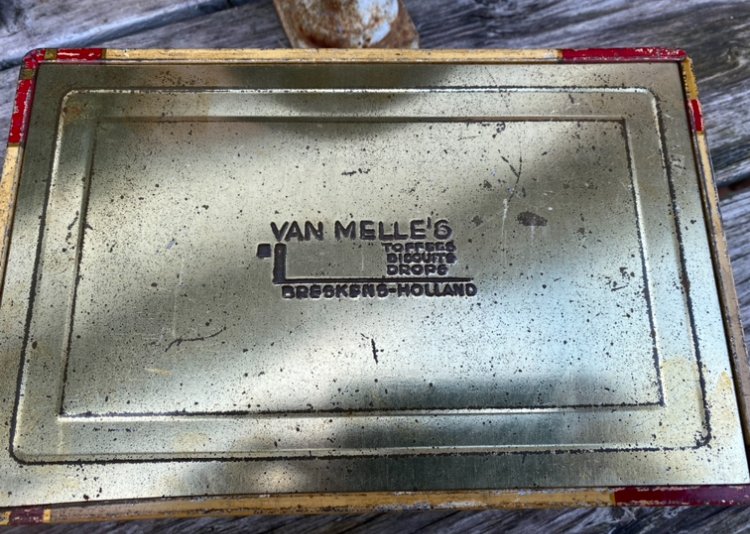 VAN MELLE'S
TOFFEES
BISCUITS
DROPS
BRESKENS-HOLLAND